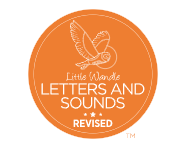 Little Wandle
LETTERS AND
SOUNDS
REVISED
TM